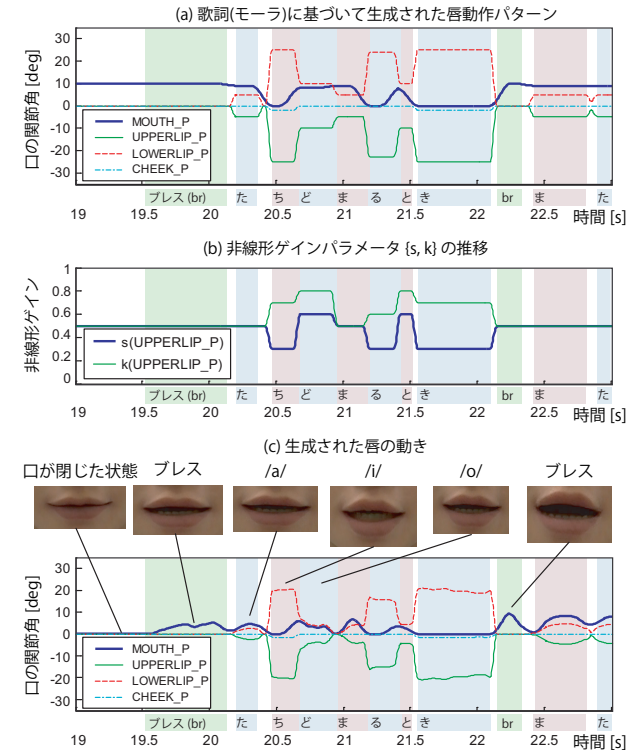 (a) 歌詞(モーラ)に基づいて生成された唇動作パターン
口の関節角 [deg]
30
20
10
0
-10
-20
-30
MOUTH_P
UPPERLIP_P
LOWERLIP_P
CHEEK_P
ブレス (br) た ち ど ま る と き br ま た
19 19.5 20 20.5 21 21.5 22 22.5 時間 [s]
(b) 非線形ゲインパラメータ {s, k} の推移
非線形ゲイン
1
0.8
0.6
0.4
0.2
0
s(UPPERLIP_P)
k(UPPERLIP_P)
ブレス (br) た ち ど ま る と き br ま た
19 19.5 20 20.5 21 21.5 22 22.5 時間 [s]
(c) 生成された唇の動き
口が閉じた状態 ブレス /a/ /i/ /o/ ブレス
口の関節角 [deg]
30
20
10
0
-10
-20
-30
MOUTH_P
UPPERLIP_P
LOWERLIP_P
CHEEK_P
ブレス (br) た ち ど ま る と き br ま た
19 19.5 20 20.5 21 21.5 22 22.5 時間 [s]